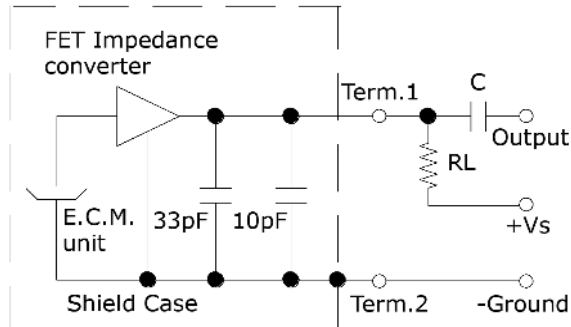 FET Impedance
converter
Term.1
C
Output
RL
+Vs
E.C.M.
unit
33pF
10pF
Shield Case
Term.2
-Ground